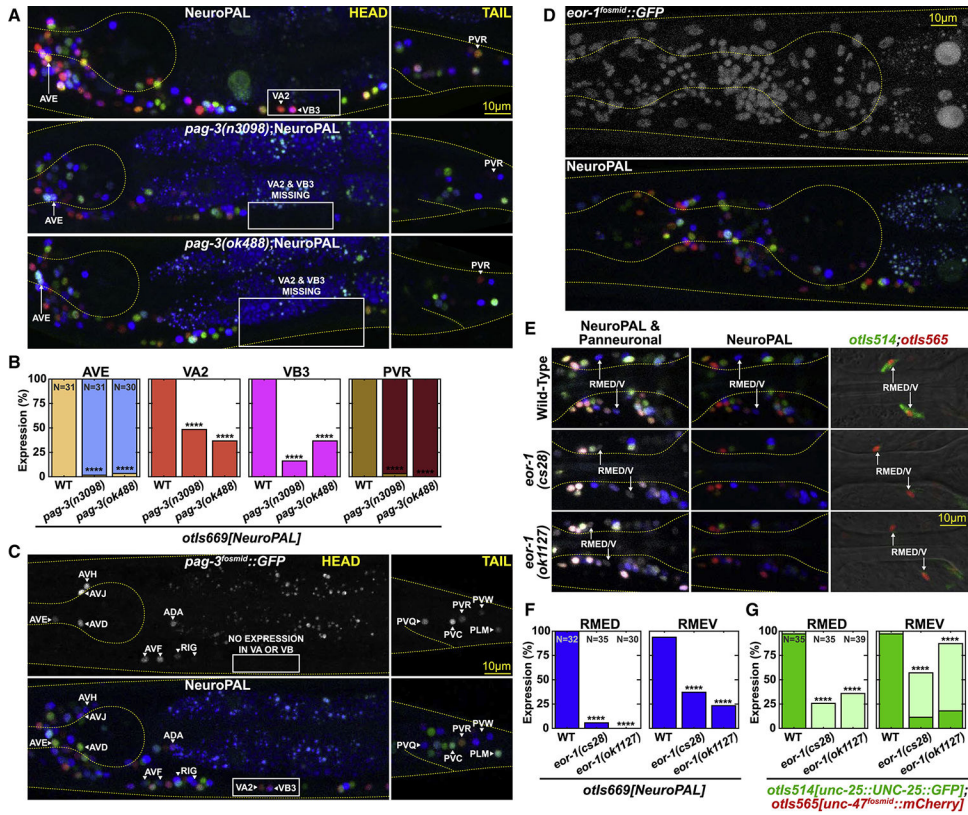 A
NeuroPAL
HEAD
TAIL
PVR
AVE
VA2
VB3
10μm
pag-3(n3098);NeuroPAL
PVR
VA2 & VB3
MISSING
AVE
pag-3(ok488);NeuroPAL
PVR
VA2 & VB3
MISSING
AVE
B
AVE
VA2
VB3
PVR
Expression (%)
100
75
50
25
0
N=31
N=31
N=30
****
****
****
****
****
****
****
****
WT
pag-3(n3098)
pag-3(ok488)
WT
pag-3(n3098)
pag-3(ok488)
WT
pag-3(n3098)
pag-3(ok488)
WT
pag-3(n3098)
pag-3(ok488)
otIs669[NeuroPAL]
C
pag-3fosmid::GFP
HEAD
TAIL
AVH
AVJ
AVE
AVD
ADA
AVF
RIG
NO EXPRESSION
IN VA OR VB
PVW
PVR
PVQ
PVC
PLM
10μm
NeuroPAL
AVH
AVJ
AVE
AVD
ADA
AVF
RIG
VA2
VB3
PVW
PVR
PVQ
PVC
PLM
D
eor-1fosmid::GFP
10μm
NeuroPAL
E
NeuroPAL &
Panneuronal
NeuroPAL
otIs514;otIs565
Wild-Type
RMED/V
RMED/V
RMED/V
eor-1
(cs28)
RMED/V
RMED/V
eor-1
(ok1127)
RMED/V
10μm
RMED/V
F
RMED
RMEV
Expression (%)
100
75
50
25
0
N=32
N=35
N=30
****
****
****
****
WT
eor-1(cs28)
eor-1(ok1127)
WT
eor-1(cs28)
eor-1(ok1127)
otIs669[NeuroPAL]
G
RMED
RMEV
Expression (%)
100
75
50
25
0
N=35
N=35
N=39
****
****
****
****
WT
eor-1(cs28)
eor-1(ok1127)
WT
eor-1(cs28)
eor-1(ok1127)
otIs514[unc-25::UNC-25::GFP];
otIs565[unc-47fosmid::mCherry]